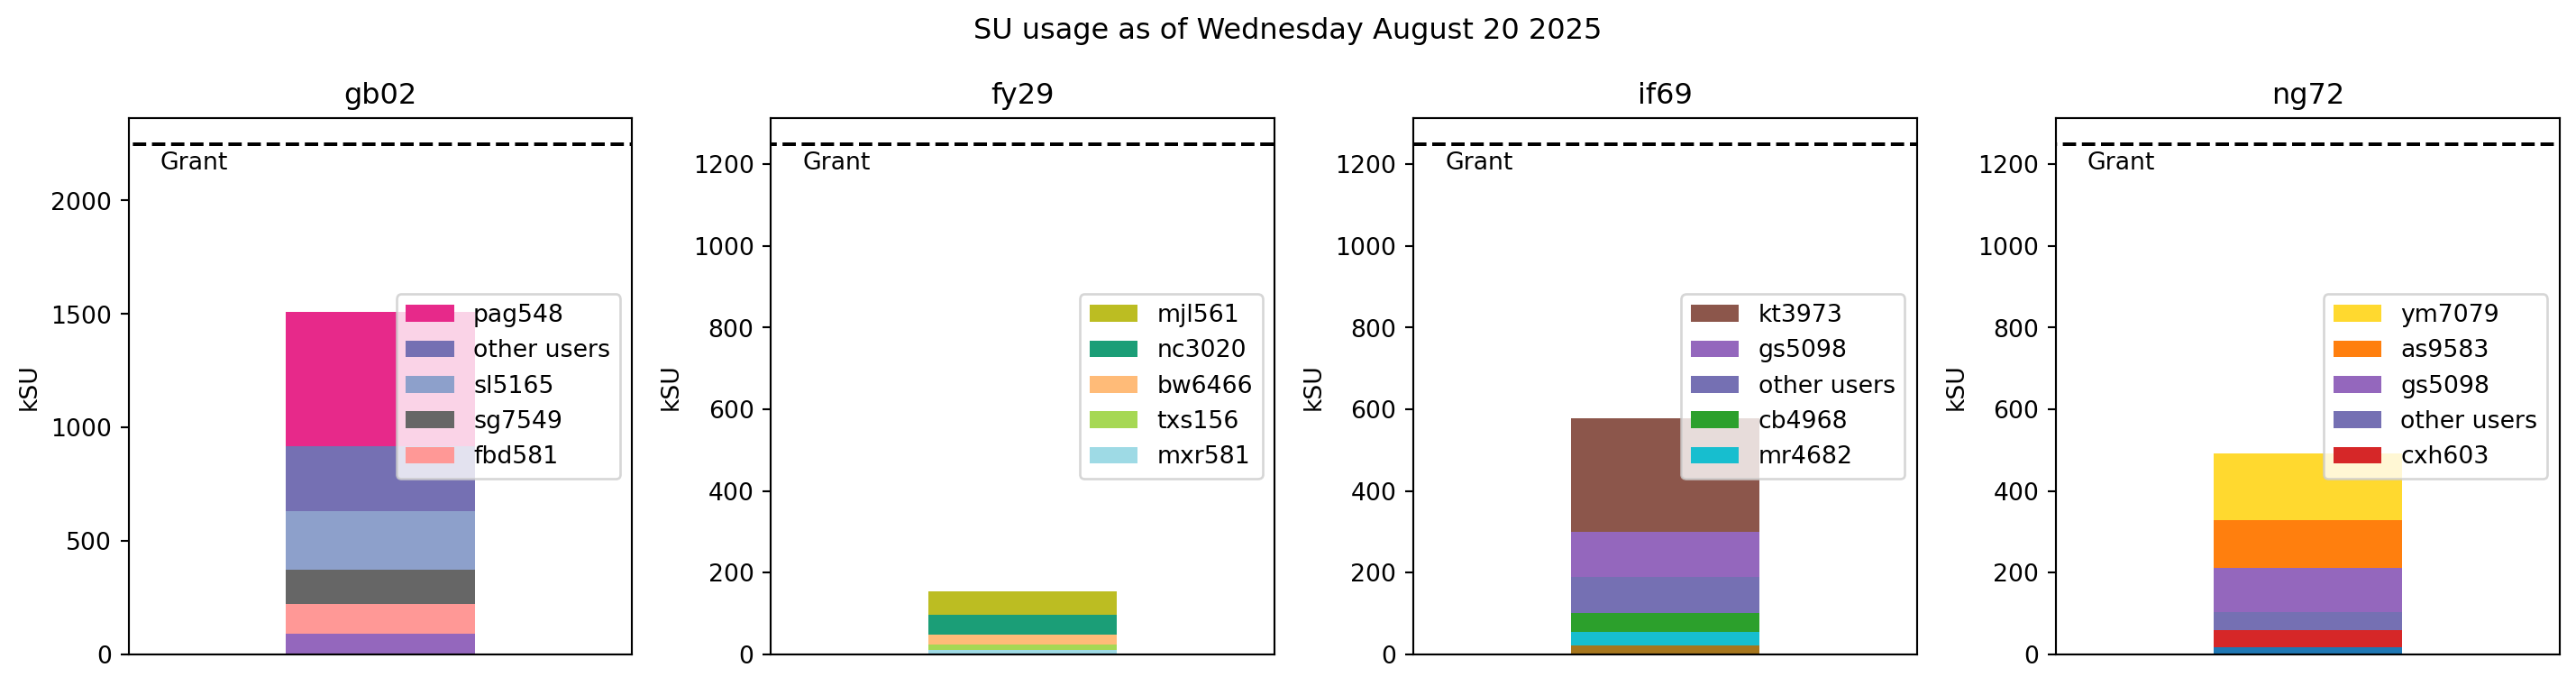 SU usage as of Wednesday August 20 2025
gb02
kSU
2000
1500
1000
500
0
Grant
pag548
other users
sl5165
sg7549
fbd581
fy29
kSU
1200
1000
800
600
400
200
0
Grant
mjl561
nc3020
bw6466
txs156
mxr581
if69
kSU
1200
1000
800
600
400
200
0
Grant
kt3973
gs5098
other users
cb4968
mr4682
ng72
kSU
1200
1000
800
600
400
200
0
Grant
ym7079
as9583
gs5098
other users
cxh603